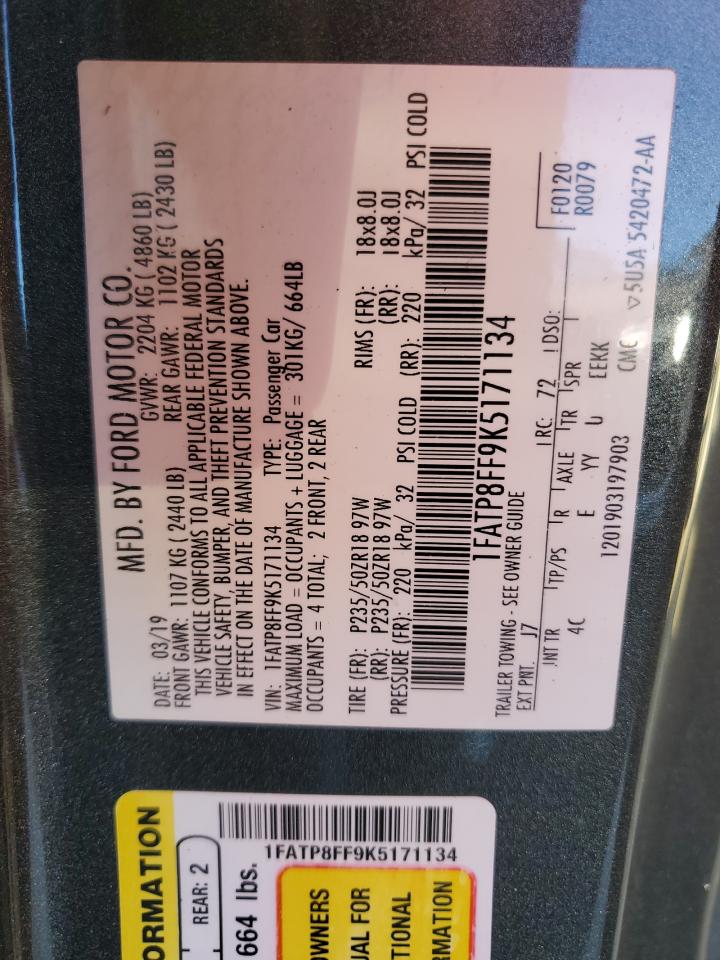 MFD. BY FORD MOTOR CO.
DATE: 03/19 GVWR: 2204 KG ( 4860 LB)
FRONT GAWR: 1107 KG ( 2440 LB) REAR GAWR: 1102 KG ( 2430 LB)
THIS VEHICLE CONFORMS TO ALL APPLICABLE FEDERAL MOTOR
VEHICLE SAFETY, BUMPER, AND THEFT PREVENTION STANDARDS
IN EFFECT ON THE DATE OF MANUFACTURE SHOWN ABOVE.
VIN: 1FATP8FF9K5171134 TYPE: Passenger Car
MAXIMUM LOAD = OCCUPANTS + LUGGAGE = 301KG/ 664LB
OCCUPANTS = 4 TOTAL; 2 FRONT, 2 REAR
TIRE (FR): P235/50ZR18 97W RIMS (FR): 18x8.0J
(RR): P235/50ZR18 97W (RR): 18x8.0J
PRESSURE (FR): 220 kPa/ 32 PSI COLD (RR): 220 kPa/ 32 PSI COLD
1FATP8FF9K5171134
TRAILER TOWING - SEE OWNER GUIDE
EXT PNT: J7 RC: 72 DSO: F0120
R0079
INT TR TP/PS R AXLE TR SPR
4C E YY U EEKK
1201903197903 CMC ▽5U5A 5420472-AA
ORMATION
REAR: 2
664 lbs.
1FATP8FF9K5171134
OWNERS
UAL FOR
TIONAL
RMATION